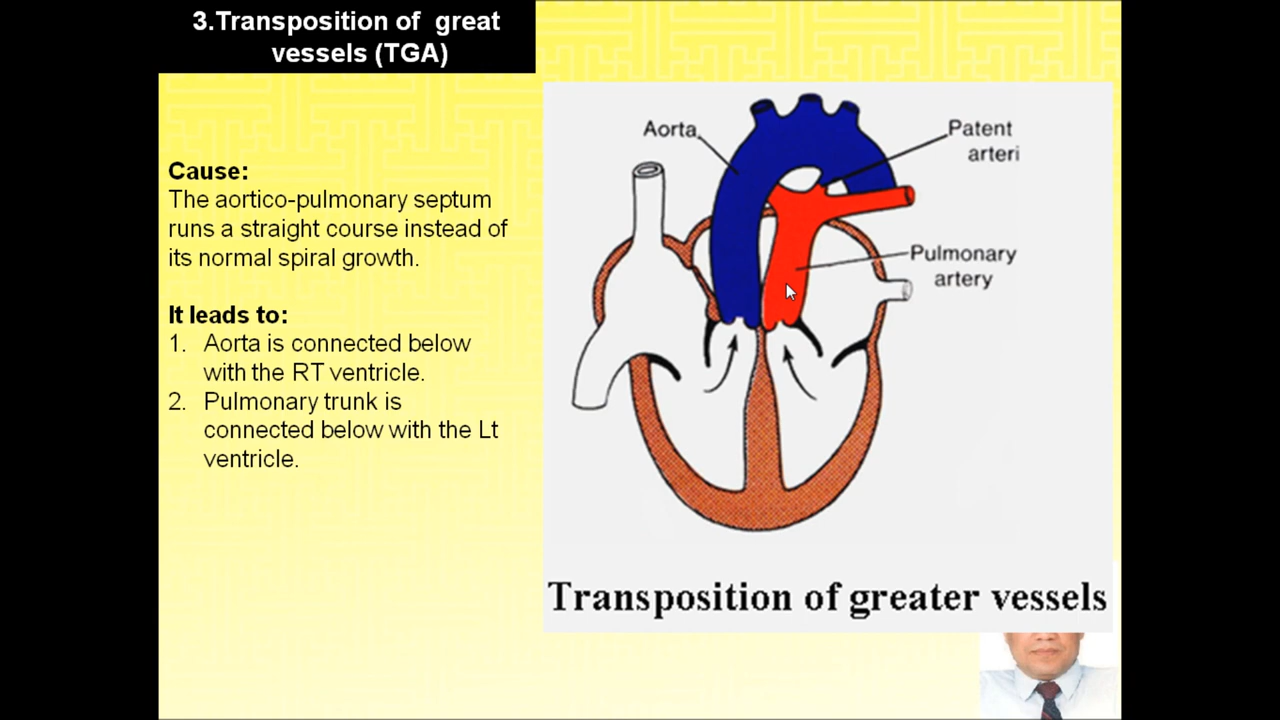 3.Transposition of great
vessels (TGA)
Cause:
The aortico-pulmonary septum
runs a straight course instead of
its normal spiral growth.
It leads to:
1. Aorta is connected below
with the RT ventricle.
2. Pulmonary trunk is
connected below with the Lt
ventricle.
Aorta
Patent
arteri
Pulmonary
artery
Transposition of greater vessels